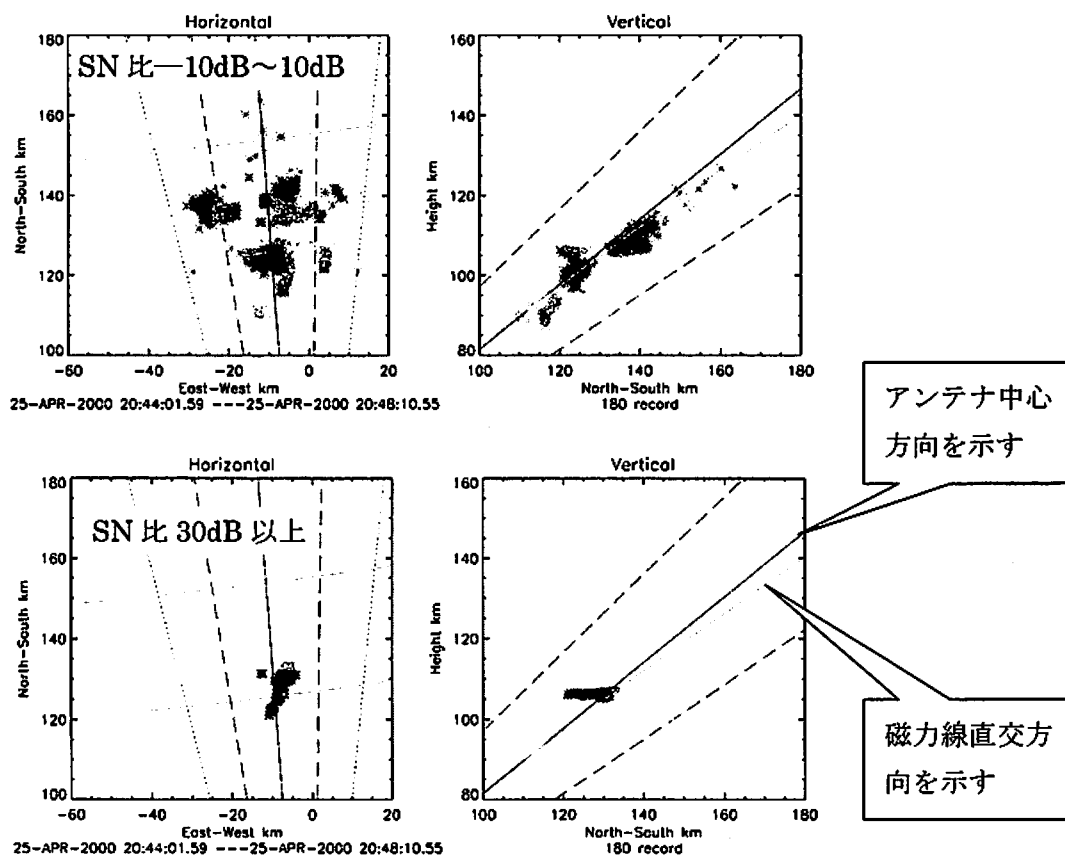 Horizontal
SN 比―10dB～10dB
180
160
140
120
100
North-South km
-60
-40
-20
0
20
East-West km
25-APR-2000 20:44:01.59 ---25-APR-2000 20:48:10.55
Vertical
160
140
120
100
80
Height km
100
120
140
160
180
North-South km
180 record
Horizontal
SN 比 30dB 以上
180
160
140
120
100
North-South km
-60
-40
-20
0
20
East-West km
25-APR-2000 20:44:01.59 ---25-APR-2000 20:48:10.55
Vertical
160
140
120
100
80
Height km
100
120
140
160
180
North-South km
180 record
アンテナ中心
方向を示す
磁力線直交方
向を示す